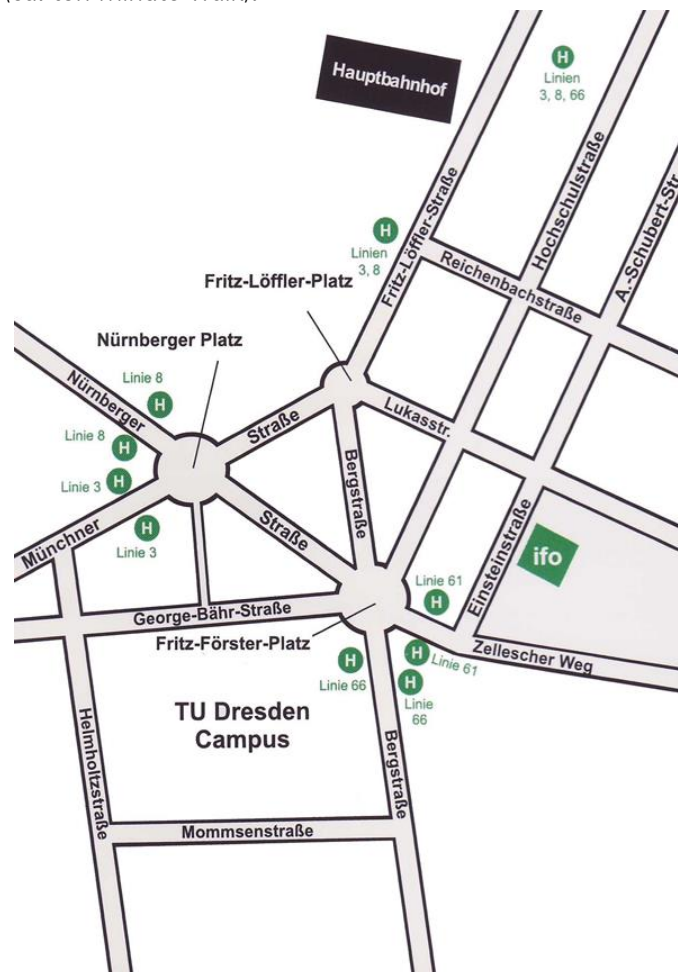 Hauptbahnhof
H
Linien
3, 8, 66
Hochschulstraße
A.-Schubert-Str.
Fritz-Löffler-Straße
H
Linien
3, 8
Reichenbachstraße
Fritz-Löffler-Platz
Nürnberger Platz
Linie 8
H
Nürnberger
Straße
Lukasstr.
Linie 8
H
Linie 3
H
Bergstraße
Straße
Münchner
H
Linie 3
Einsteinstraße
ifo
Linie 61
H
George-Bähr-Straße
Fritz-Förster-Platz
Zellescher Weg
H
Linie 61
H
Linie 66
H
Linie
66
TU Dresden
Campus
Helmholtzstraße
Bergstraße
Mommsenstraße